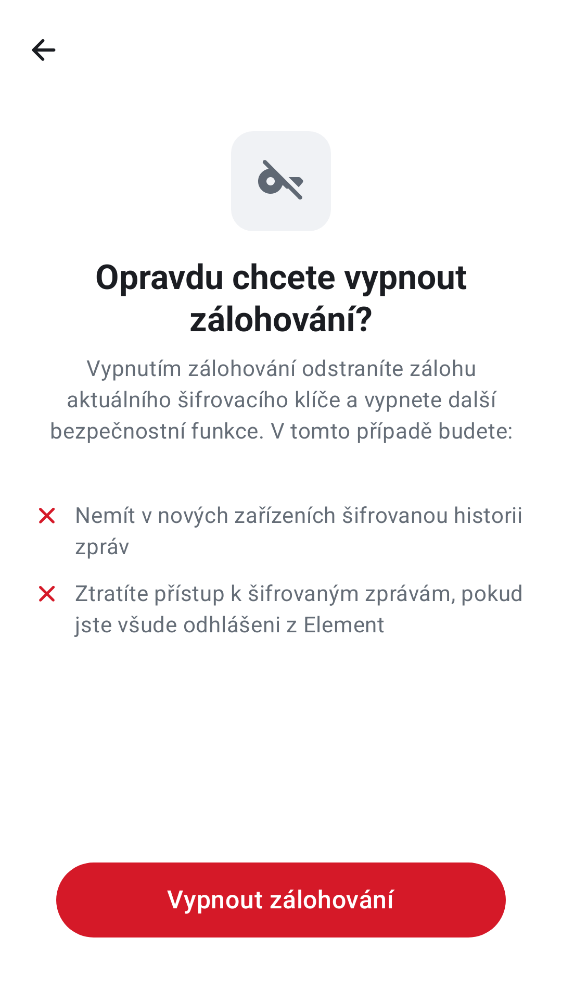 Opravdu chcete vypnout
zálohování?
Vypnutím zálohování odstraníte zálohu
aktuálního šifrovacího klíče a vypnete další
bezpečnostní funkce. V tomto případě budete:
Nemít v nových zařízeních šifrovanou historii
zpráv
Ztratíte přístup k šifrovaným zprávám, pokud
jste všude odhlášeni z Element
Vypnout zálohování